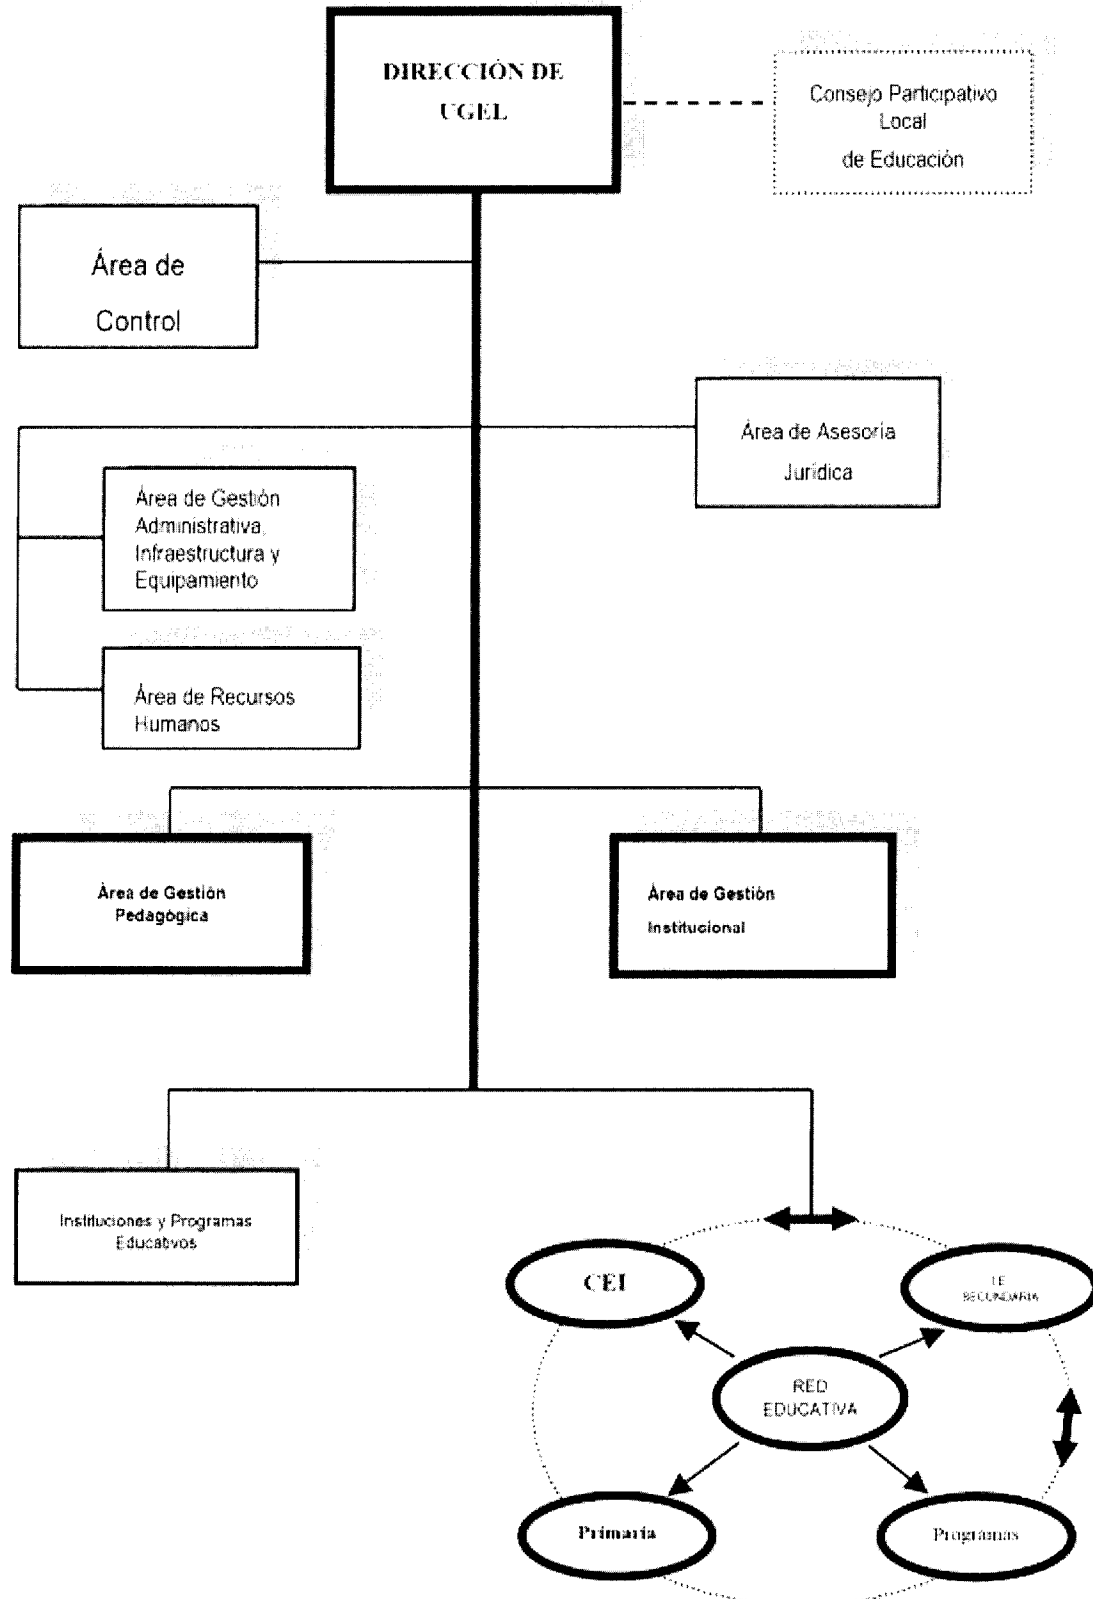 DIRECCIÓN DE
UGEL
Consejo Participativo
Local
de Educación
Área de
Control
Área de Asesoría
Jurídica
Área de Gestión
Administrativa,
Infraestructura y
Equipamiento
Área de Recursos
Humanos
Área de Gestión
Pedagógica
Área de Gestión
Institucional
Instituciones y Programas
Educativos
CEI
I.E
SECUNDARIA
RED
EDUCATIVA
Primaria
Programas